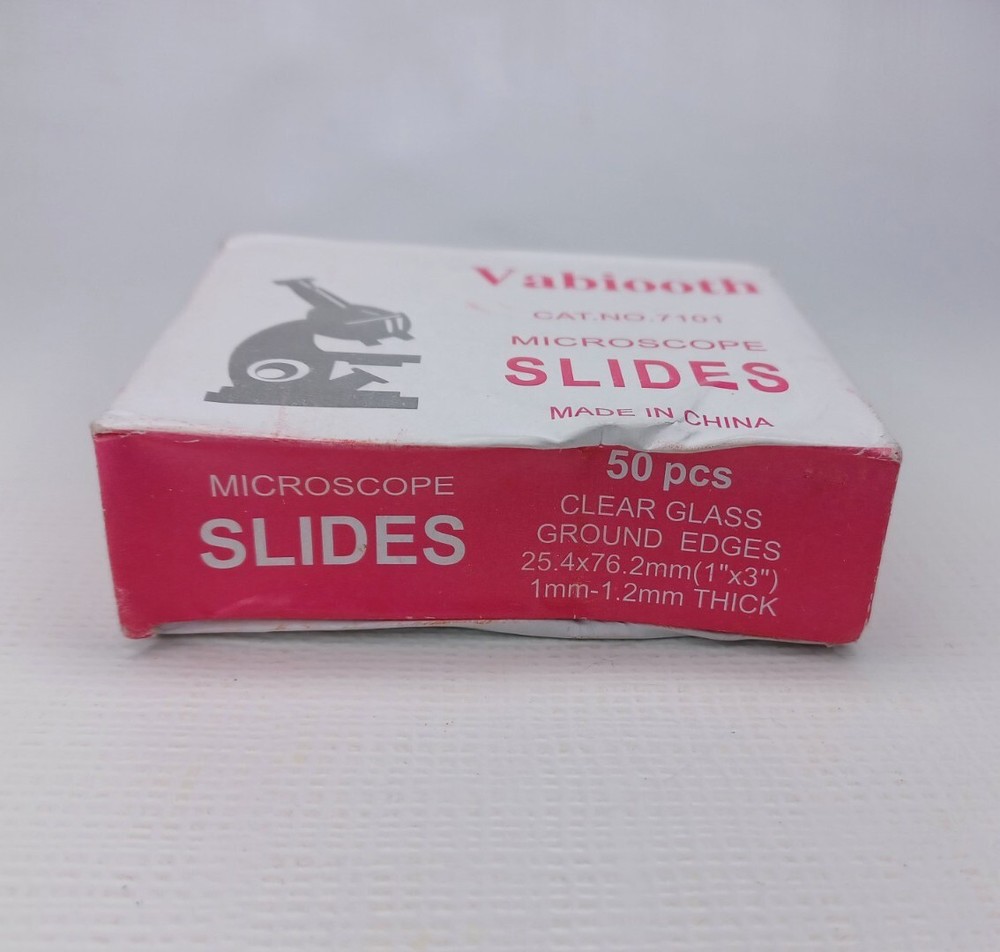 Vabiooth
CAT.NO.7101
MICROSCOPE
SLIDES
MADE IN CHINA
MICROSCOPE
SLIDES
50 pcs
CLEAR GLASS
GROUND EDGES
25.4x76.2mm(1"x3")
1mm-1.2mm THICK